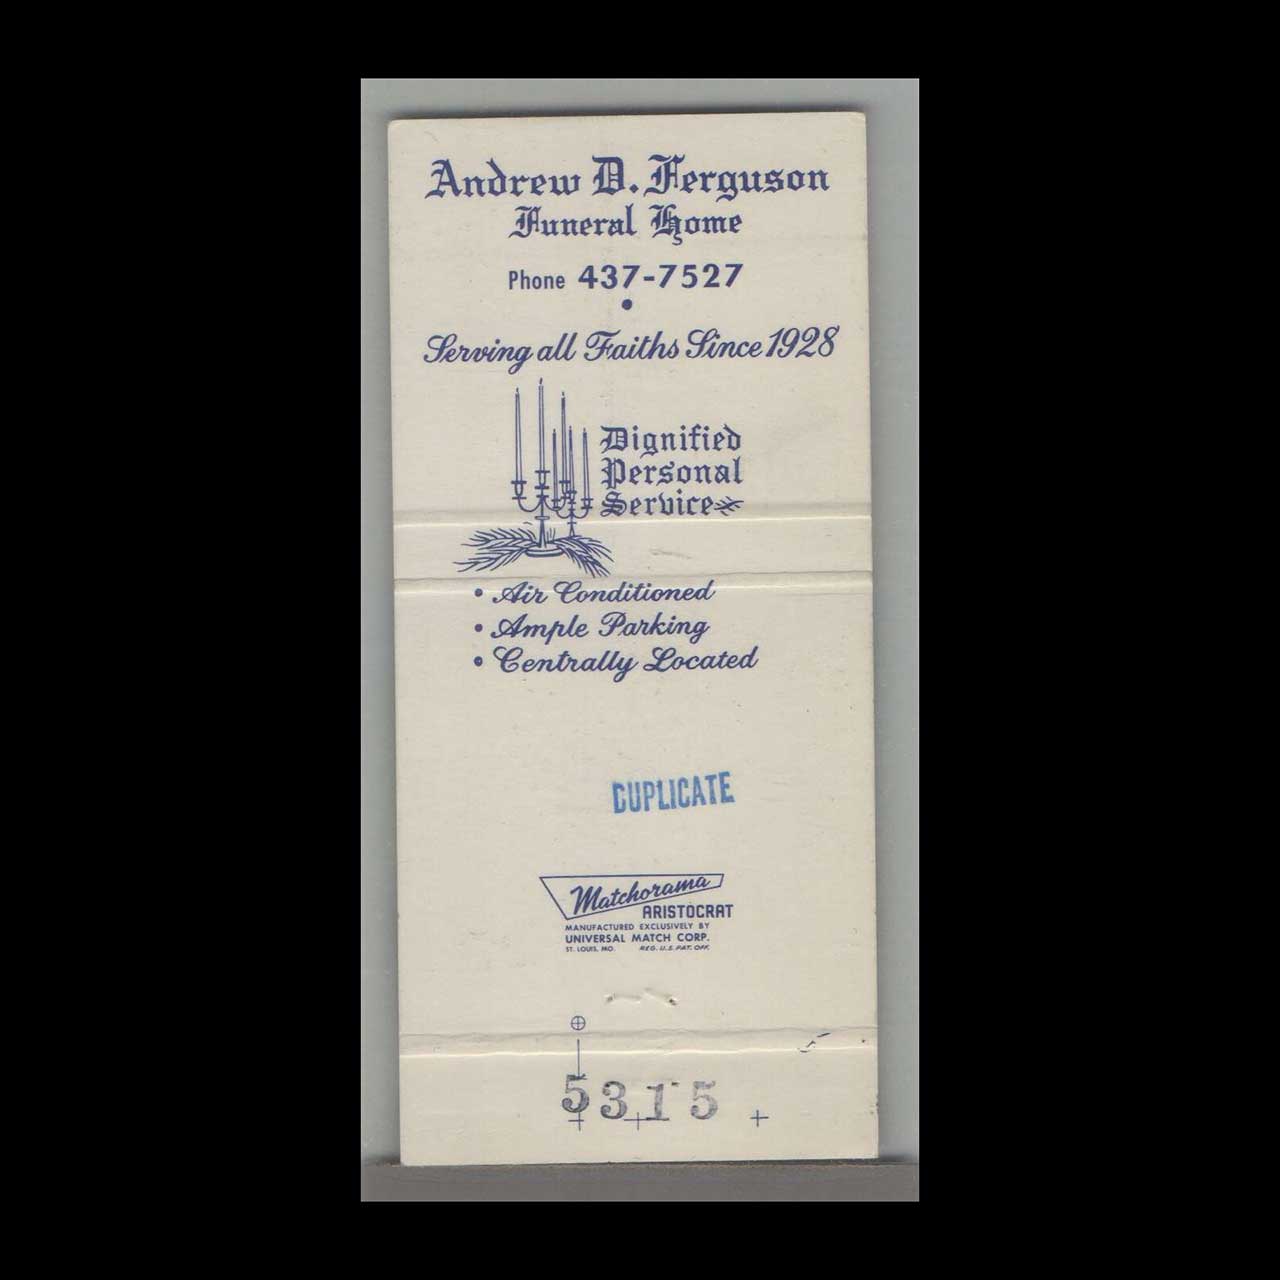 Andrew D. Ferguson
Funeral Home
Phone 437-7527
•
Serving all Faiths Since 1928
Dignified
Personal
Service
• Air Conditioned
• Ample Parking
• Centrally Located
DUPLICATE
Matchorama
ARISTOCRAT
MANUFACTURED EXCLUSIVELY BY
UNIVERSAL MATCH CORP.
ST. LOUIS, MO. REG. U.S. PAT. OFF.
5315